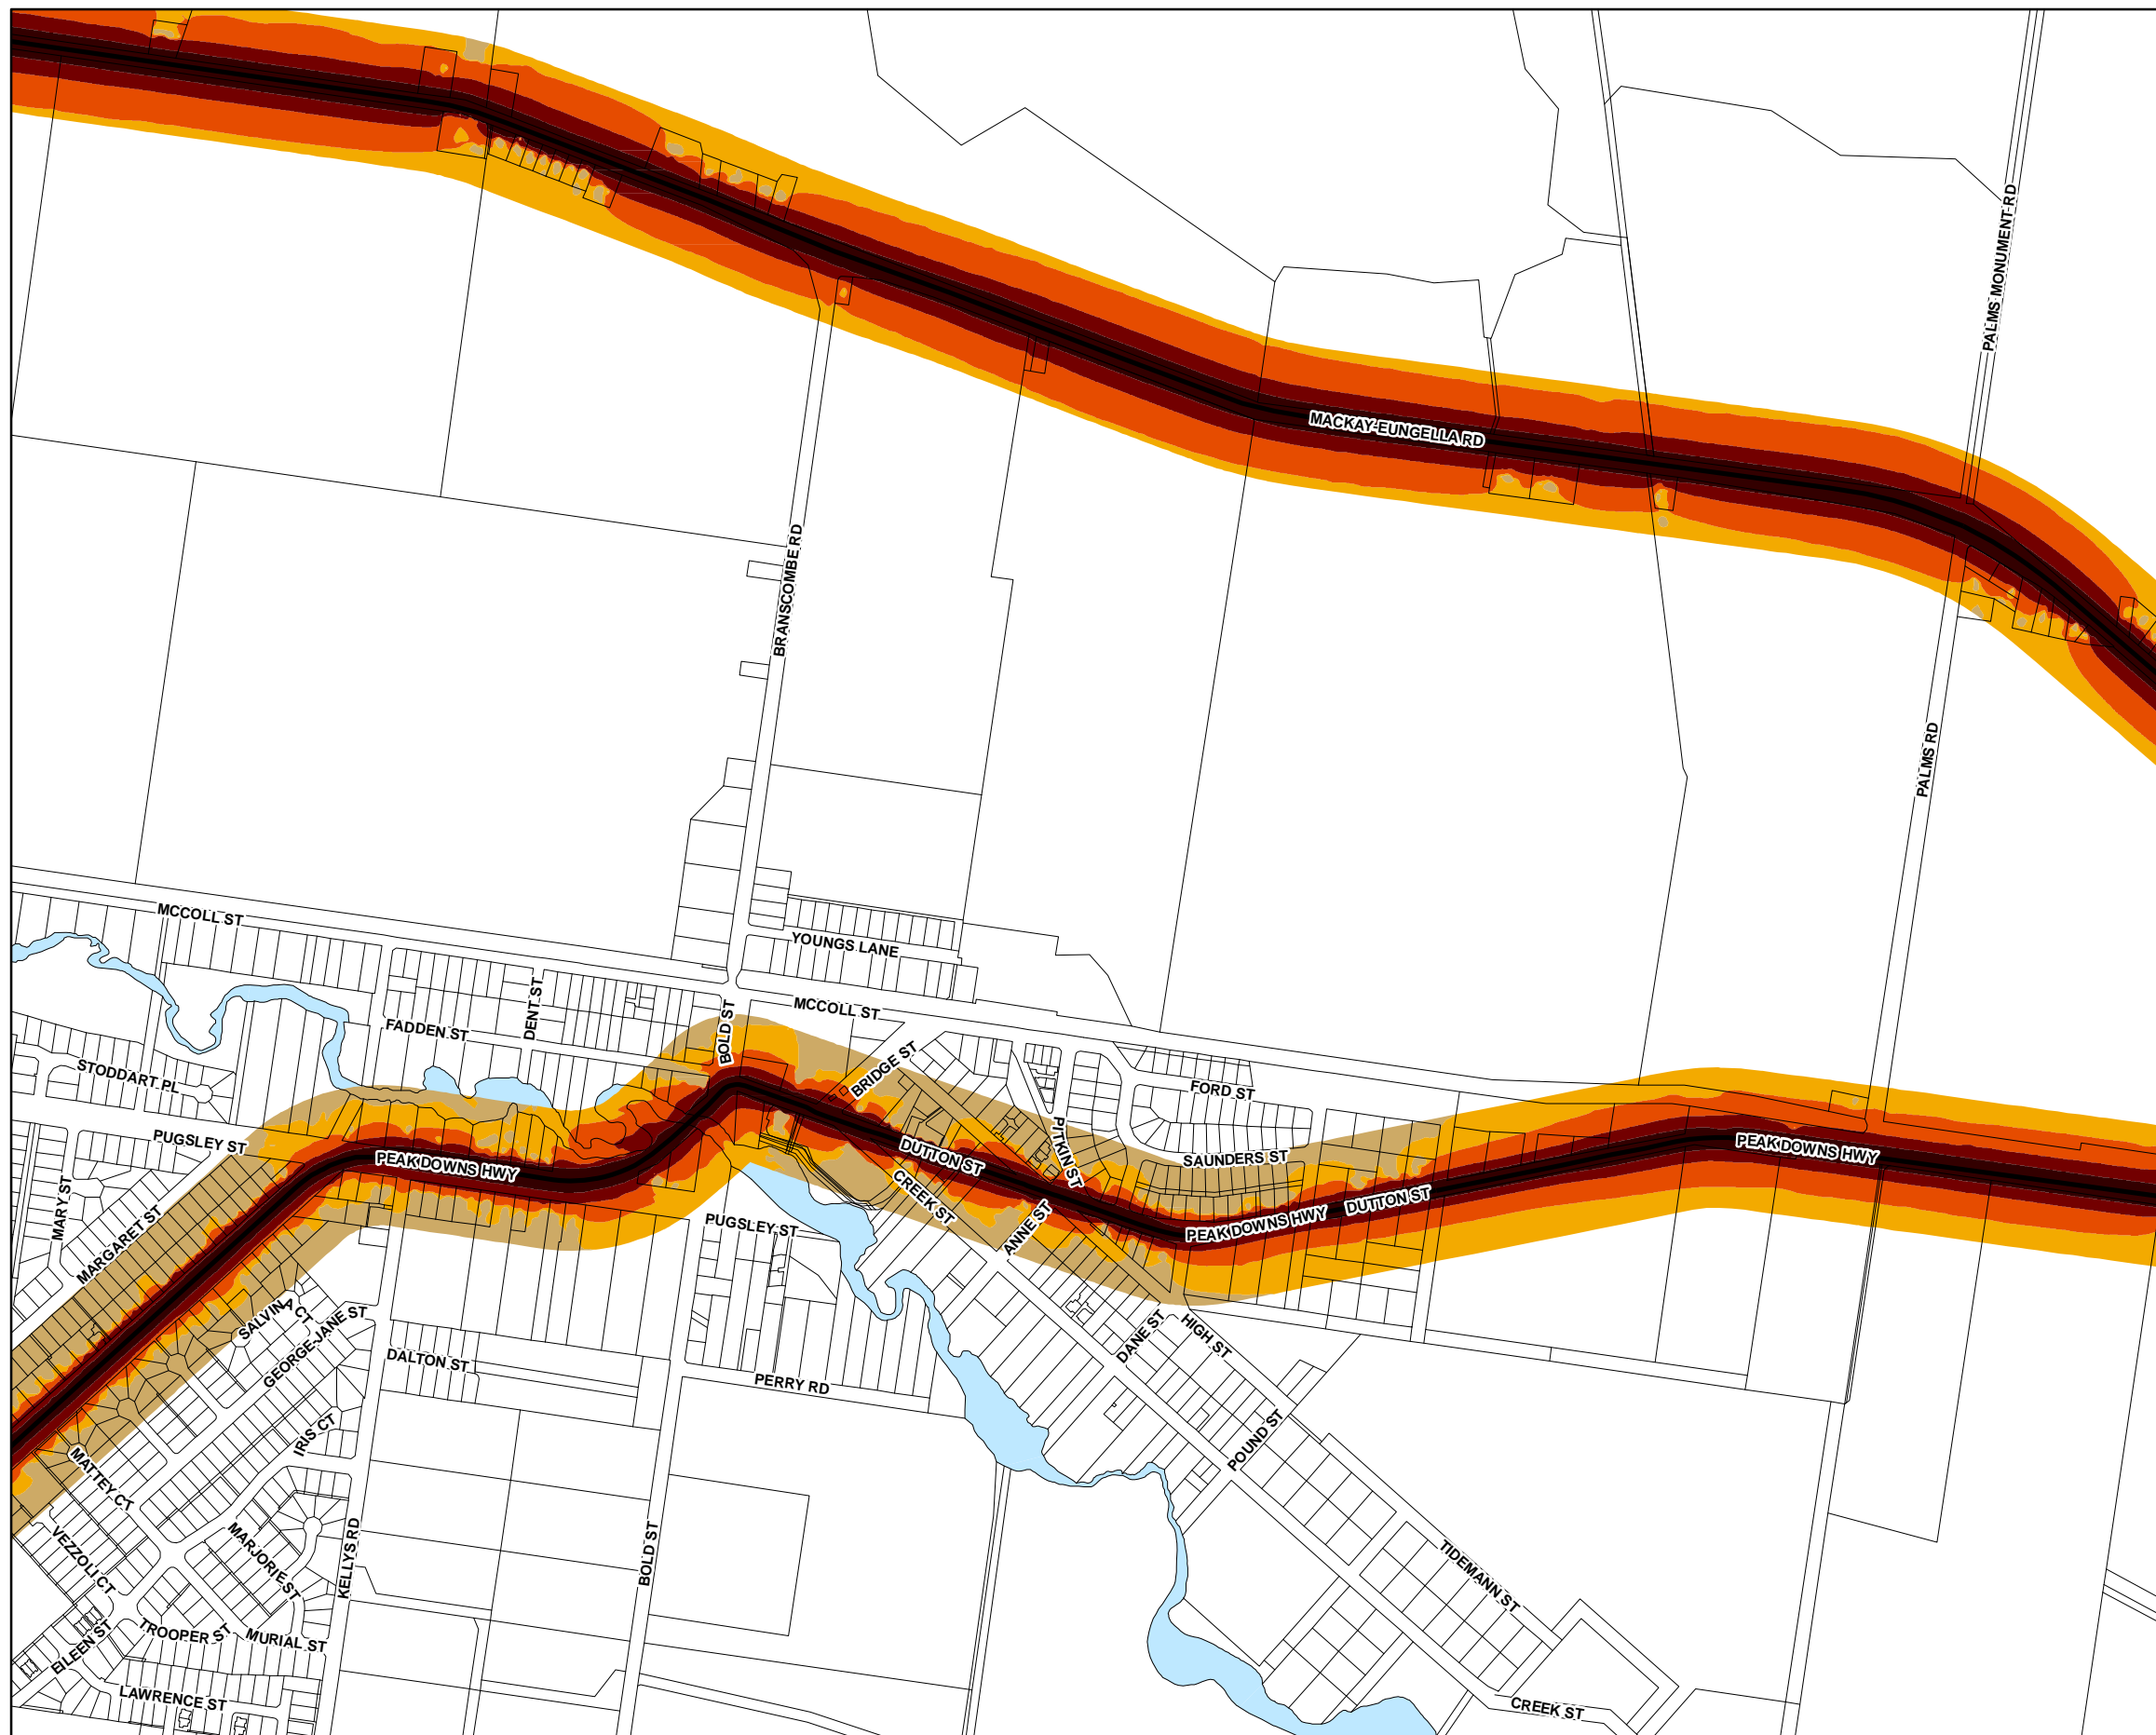 PALMS MONUMENT RD
MACKAY-EUNGELLA RD
BRANSCOMBE RD
PALMS RD
MCCOLL ST
YOUNGS LANE
MCCOLL ST
DENT ST
FADDEN ST
BOLD ST
BRIDGE ST
STODDART PL
FORD ST
PUGSLEY ST
PEAK DOWNS HWY
DUTTON ST
PITKIN ST
SAUNDERS ST
PEAK DOWNS HWY
MARY ST
MARGARET ST
CREEK ST
ANNE ST
PEAK DOWNS HWY
DUTTON ST
PUGSLEY ST
SALVINA CT
GEORGE-JANE ST
DALTON ST
DANE ST
HIGH ST
PERRY RD
IRIS CT
POUND ST
MATTEY CT
VEZZOLI CT
MARJORIE ST
KELLYS RD
BOLD ST
TIDEMANN ST
EILEEN ST
TROOPER ST
MURIAL ST
LAWRENCE ST
CREEK ST